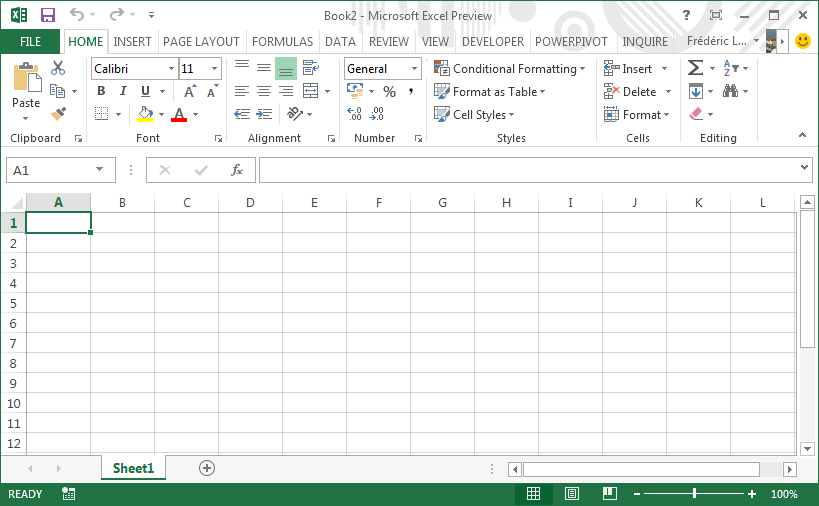 Book2 - Microsoft Excel Preview ?
FILE HOME INSERT PAGE LAYOUT FORMULAS DATA REVIEW VIEW DEVELOPER POWERPIVOT INQUIRE Frédéric L...
Calibri 11 General Conditional Formatting Insert Σ
Paste B I U A A % , Format as Table Delete
A Cell Styles Format
Clipboard Font Alignment Number Styles Cells Editing
A1 fx
A B C D E F G H I J K L
1
2
3
4
5
6
7
8
9
10
11
12
Sheet1
READY 100%